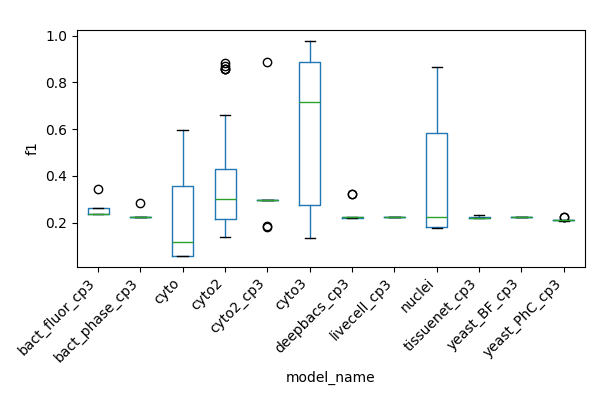 1.0
0.8
0.6
0.4
0.2
f1
bact_fluor_cp3
bact_phase_cp3
cyto
cyto2
cyto2_cp3
cyto3
deepbacs_cp3
livecell_cp3
nuclei
tissuenet_cp3
yeast_BF_cp3
yeast_PhC_cp3
model_name